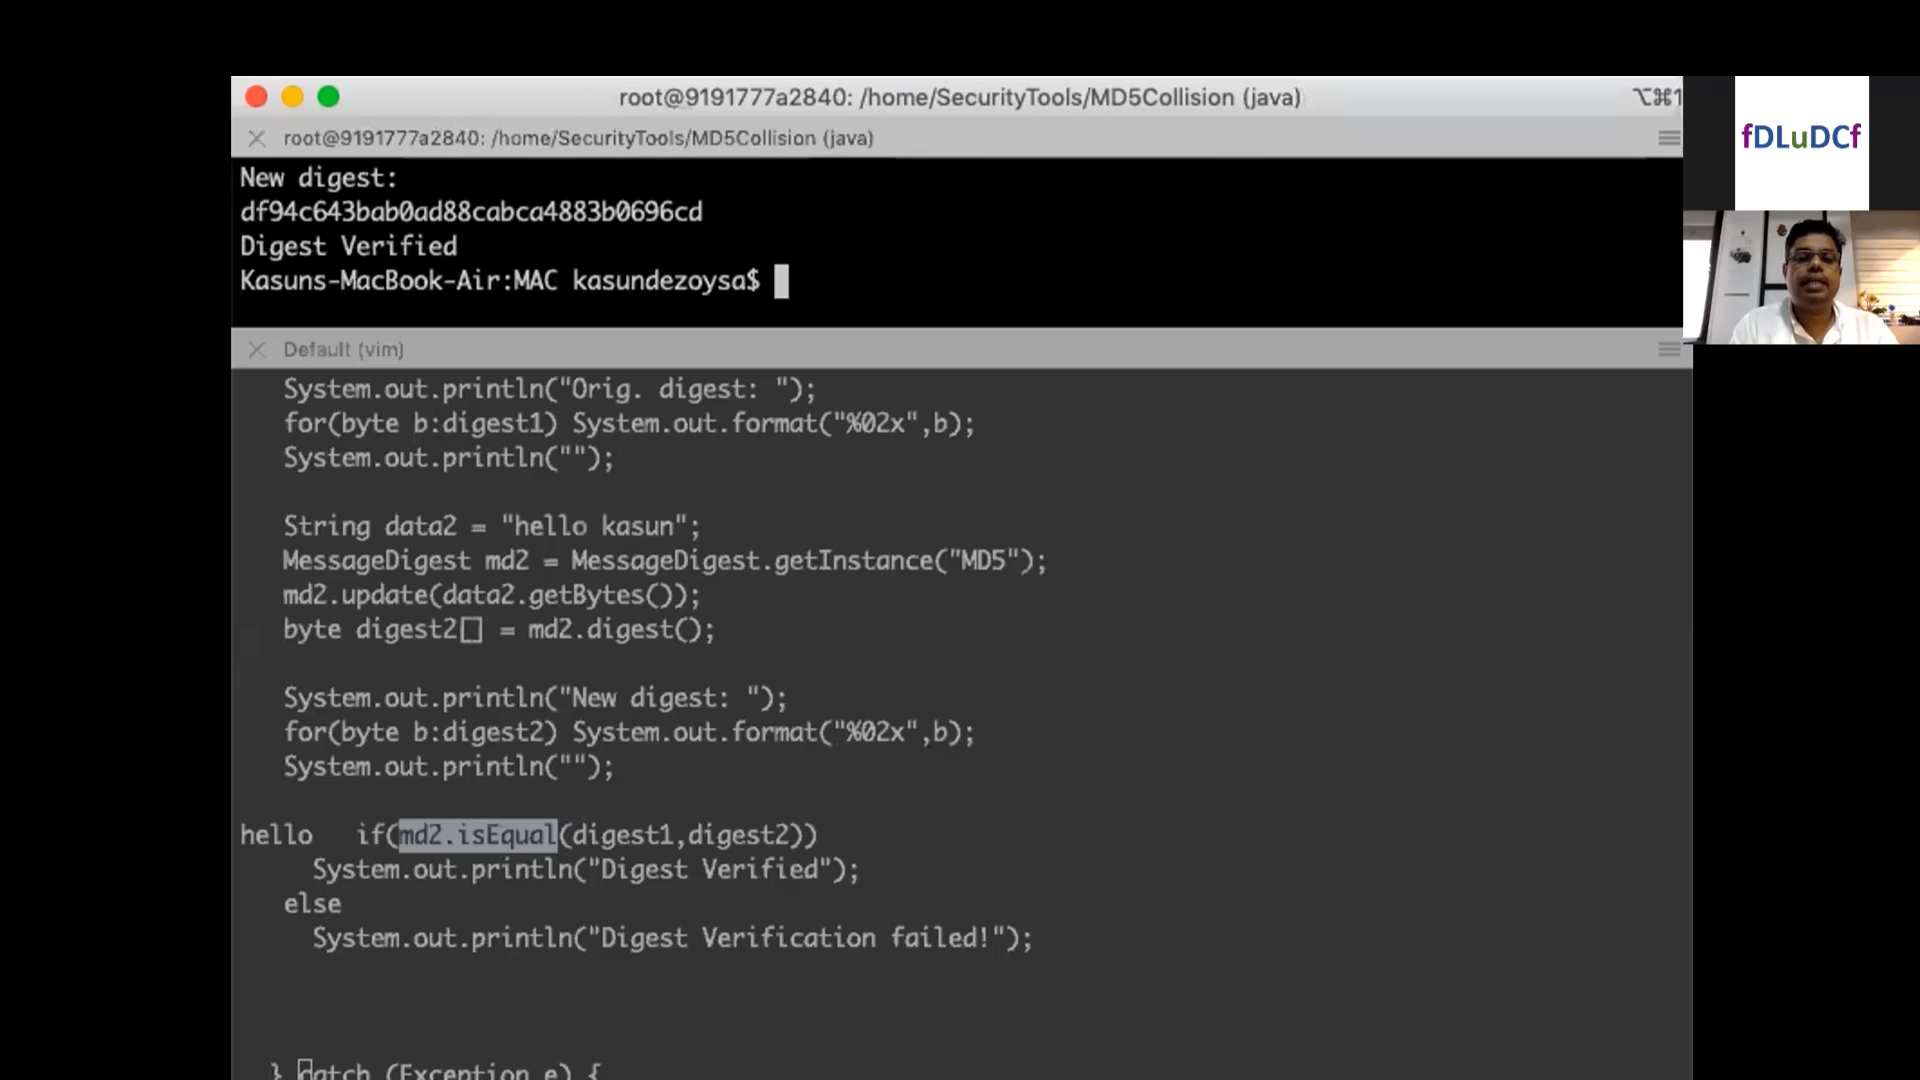 root@9191777a2840: /home/SecurityTools/MD5Collision (java)
⌥⌘1
root@9191777a2840: /home/SecurityTools/MD5Collision (java)
New digest:
df94c643bab0ad88cabca4883b0696cd
Digest Verified
Kasuns-MacBook-Air:MAC kasundezoysa$
Default (vim)
System.out.println("Orig. digest: ");
for(byte b:digest1) System.out.format("%02x",b);
System.out.println("");
String data2 = "hello kasun";
MessageDigest md2 = MessageDigest.getInstance("MD5");
md2.update(data2.getBytes());
byte digest2[] = md2.digest();
System.out.println("New digest: ");
for(byte b:digest2) System.out.format("%02x",b);
System.out.println("");
hello   if(md2.isEqual(digest1,digest2))
System.out.println("Digest Verified");
else
System.out.println("Digest Verification failed!");
} catch (Exception e) {
fDLuDCf